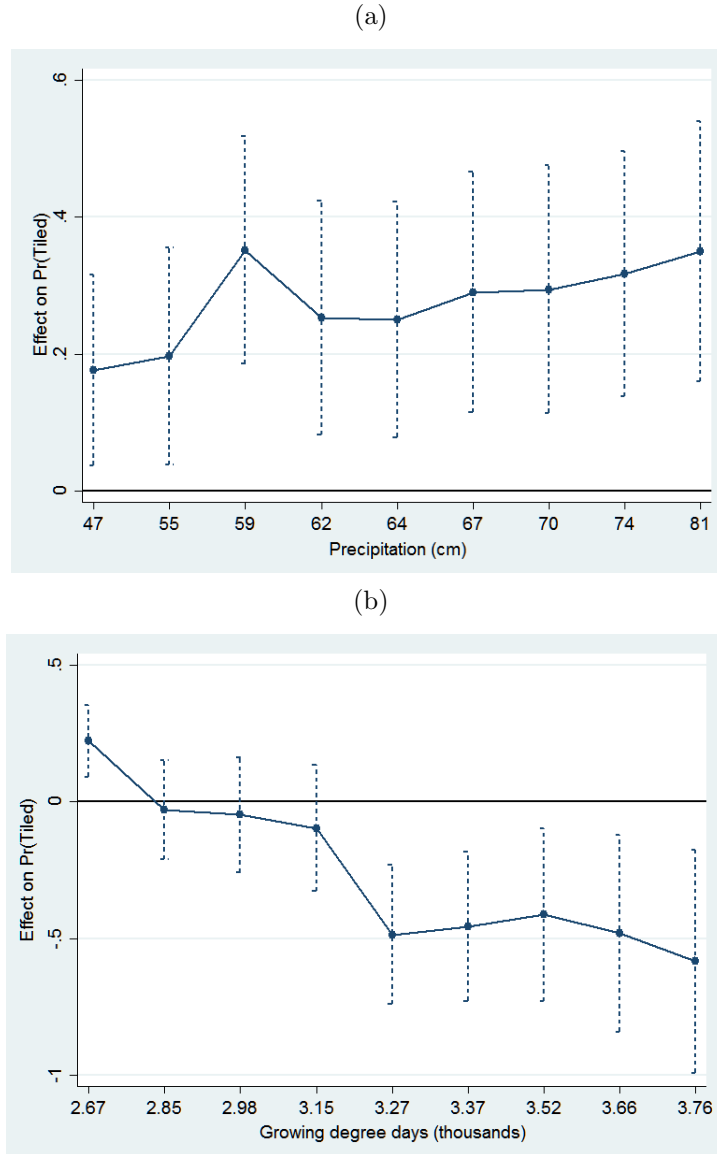 (a)
Effect on Pr(Tiled)
.6
.4
.2
0
47 55 59 62 64 67 70 74 81
Precipitation (cm)
(b)
Effect on Pr(Tiled)
.5
0
-.5
-1
2.67 2.85 2.98 3.15 3.27 3.37 3.52 3.66 3.76
Growing degree days (thousands)